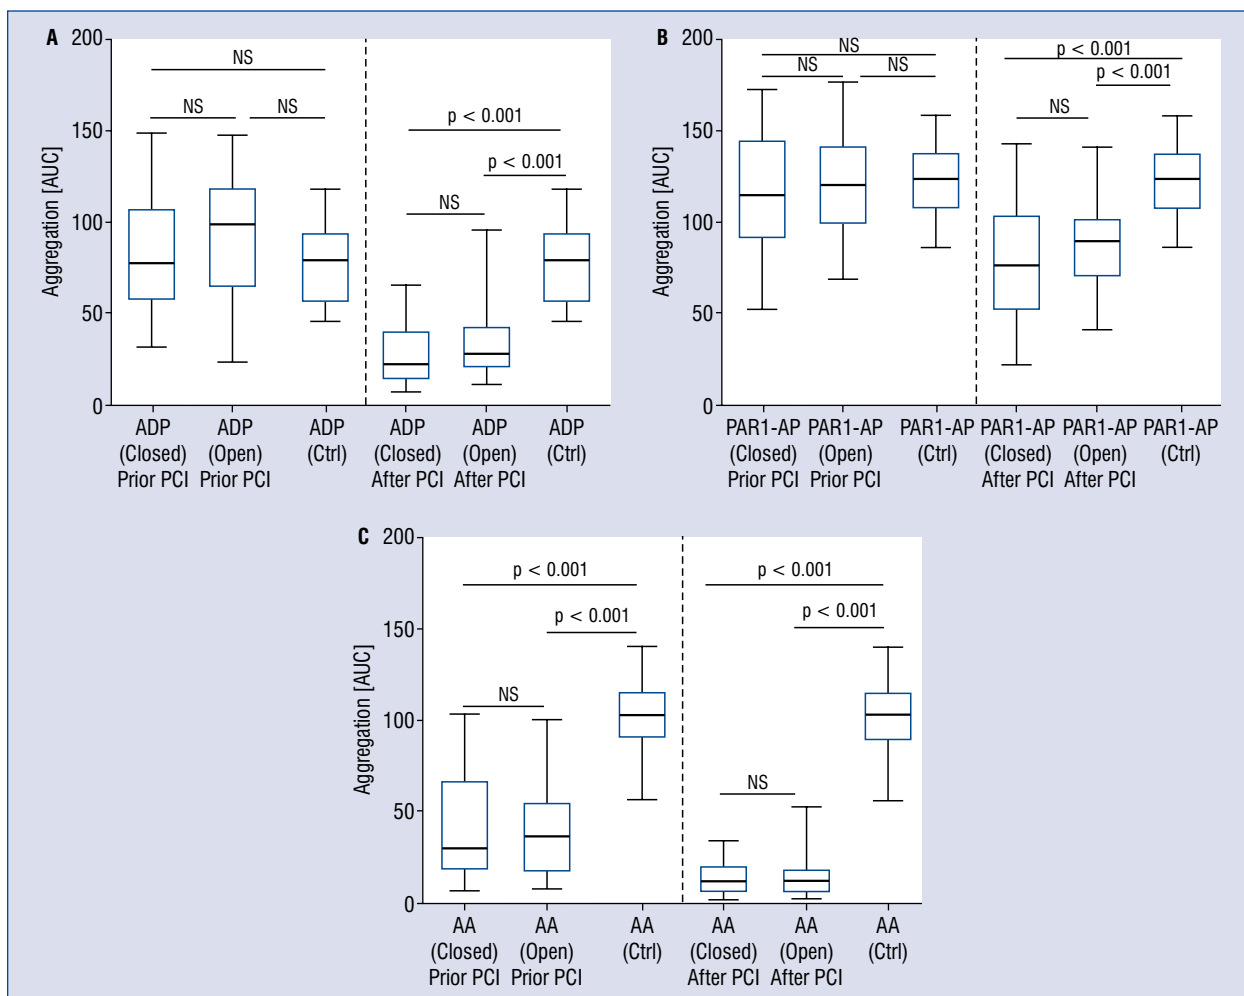 A
200
150
100
50
0
Aggregation [AUC]
NS
NS
NS
p < 0.001
p < 0.001
NS
ADP
(Closed)
Prior PCI
ADP
(Open)
Prior PCI
ADP
(Ctrl)
ADP
(Closed)
After PCI
ADP
(Open)
After PCI
ADP
(Ctrl)
B
200
150
100
50
0
Aggregation [AUC]
NS
NS
NS
p < 0.001
p < 0.001
NS
PAR1-AP
(Closed)
Prior PCI
PAR1-AP
(Open)
Prior PCI
PAR1-AP
(Ctrl)
PAR1-AP
(Closed)
After PCI
PAR1-AP
(Open)
After PCI
PAR1-AP
(Ctrl)
C
200
150
100
50
0
Aggregation [AUC]
p < 0.001
p < 0.001
NS
p < 0.001
p < 0.001
NS
AA
(Closed)
Prior PCI
AA
(Open)
Prior PCI
AA
(Ctrl)
AA
(Closed)
After PCI
AA
(Open)
After PCI
AA
(Ctrl)